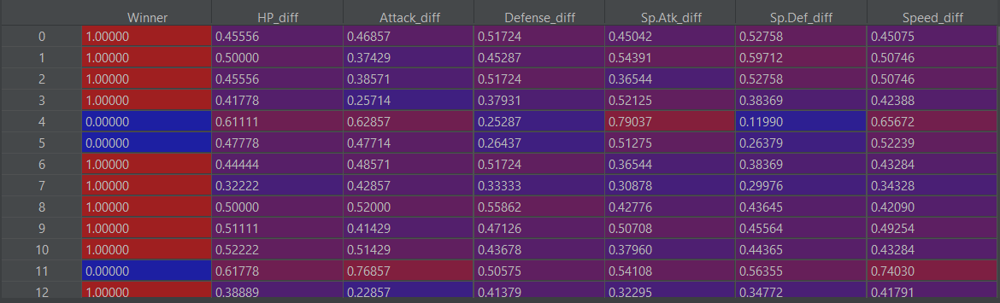 Winner HP_diff Attack_diff Defense_diff Sp.Atk_diff Sp.Def_diff Speed_diff
0 1.00000 0.45556 0.46857 0.51724 0.45042 0.52758 0.45075
1 1.00000 0.50000 0.37429 0.45287 0.54391 0.59712 0.50746
2 1.00000 0.45556 0.38571 0.51724 0.36544 0.52758 0.50746
3 1.00000 0.41778 0.25714 0.37931 0.52125 0.38369 0.42388
4 0.00000 0.61111 0.62857 0.25287 0.79037 0.11990 0.65672
5 0.00000 0.47778 0.47714 0.26437 0.51275 0.26379 0.52239
6 1.00000 0.44444 0.48571 0.51724 0.36544 0.38369 0.43284
7 1.00000 0.32222 0.42857 0.33333 0.30878 0.29976 0.34328
8 1.00000 0.50000 0.52000 0.55862 0.42776 0.43645 0.42090
9 1.00000 0.51111 0.41429 0.47126 0.50708 0.45564 0.49254
10 1.00000 0.52222 0.51429 0.43678 0.37960 0.44365 0.43284
11 0.00000 0.61778 0.76857 0.50575 0.54108 0.56355 0.74030
12 1.00000 0.38889 0.22857 0.41379 0.32295 0.34772 0.41791